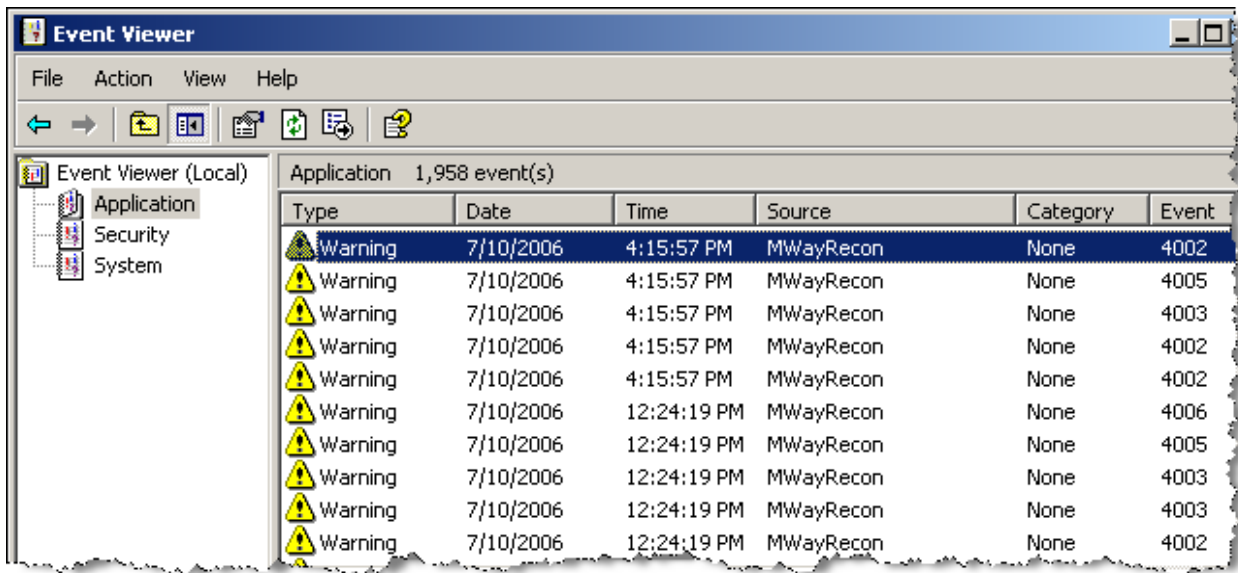 Event Viewer
File Action View Help
Event Viewer (Local)
Application
Security
System
Application 1,958 event(s)
Type Date Time Source Category Event
Warning 7/10/2006 4:15:57 PM MWayRecon None 4002
Warning 7/10/2006 4:15:57 PM MWayRecon None 4005
Warning 7/10/2006 4:15:57 PM MWayRecon None 4003
Warning 7/10/2006 4:15:57 PM MWayRecon None 4002
Warning 7/10/2006 4:15:57 PM MWayRecon None 4002
Warning 7/10/2006 12:24:19 PM MWayRecon None 4006
Warning 7/10/2006 12:24:19 PM MWayRecon None 4005
Warning 7/10/2006 12:24:19 PM MWayRecon None 4003
Warning 7/10/2006 12:24:19 PM MWayRecon None 4003
Warning 7/10/2006 12:24:19 PM MWayRecon None 4002